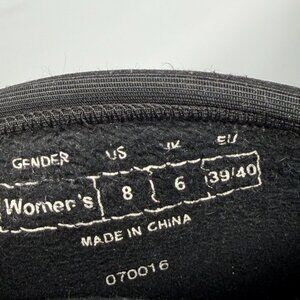 GENDER US UK EU
Women's 8 6 39/40
MADE IN CHINA
070016